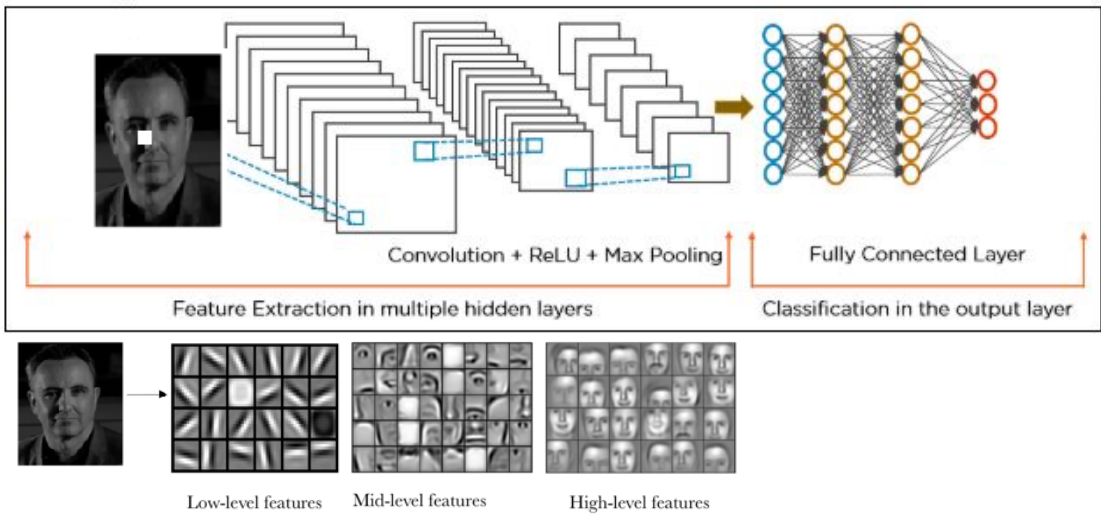 Convolution + ReLU + Max Pooling
Fully Connected Layer
Feature Extraction in multiple hidden layers
Classification in the output layer
Low-level features
Mid-level features
High-level features